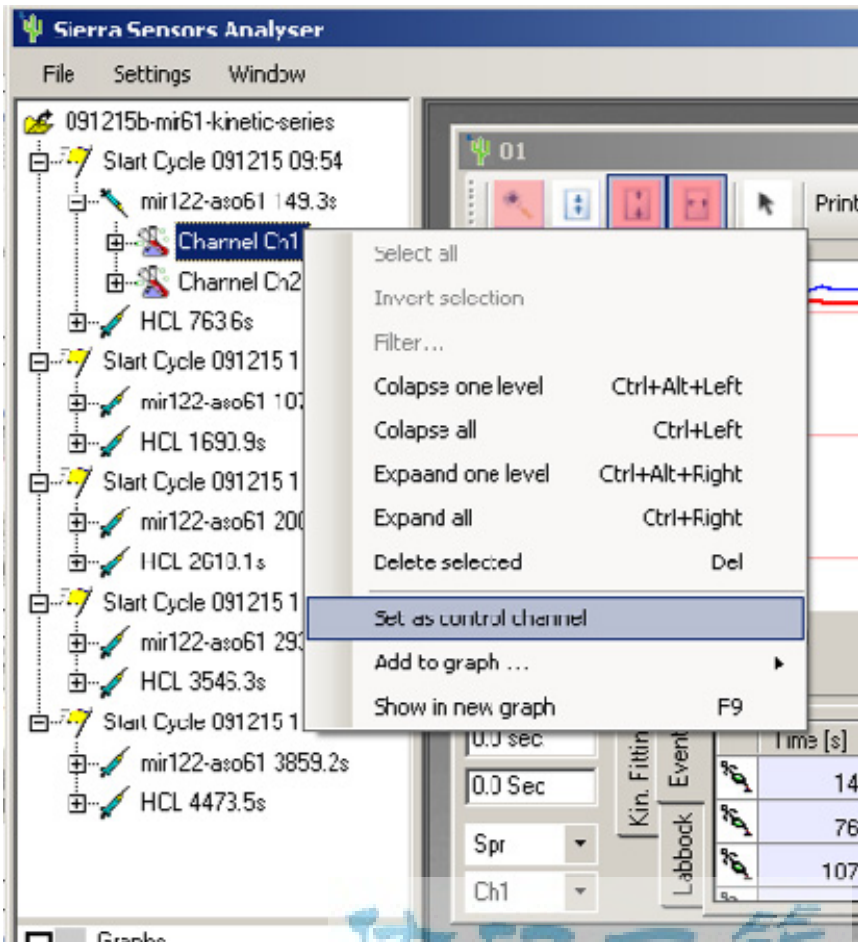 Sierra Sensors Analyser
File Settings Window
091215b-mir61-kinetic-series
Start Cycle 091215 09:54
mir122-aso61 149.3s
Channel Ch1
Channel Ch2
HCL 763.6s
Start Cycle 091215 1
mir122-aso61 107
HCL 1690.9s
Start Cycle 091215 1
mir122-aso61 200
HCL 2610.1s
Start Cycle 091215 1
mir122-aso61 293
HCL 3546.3s
Start Cycle 091215 1
mir122-aso61 3859.2s
HCL 4473.5s
Graphs
01
Print
Select all
Invert selection
Filter...
Colapse one level Ctrl+Alt+Left
Colapse all Ctrl+Left
Expaand one level Ctrl+Alt+Right
Expand all Ctrl+Right
Delete selected Del
Set as control channel
Add to graph ...
Show in new graph F9
0.0 sec
0.0 Sec
Spr
Ch1
Kin. Fittin
Event
Labbook
Time [s]
14
76
107